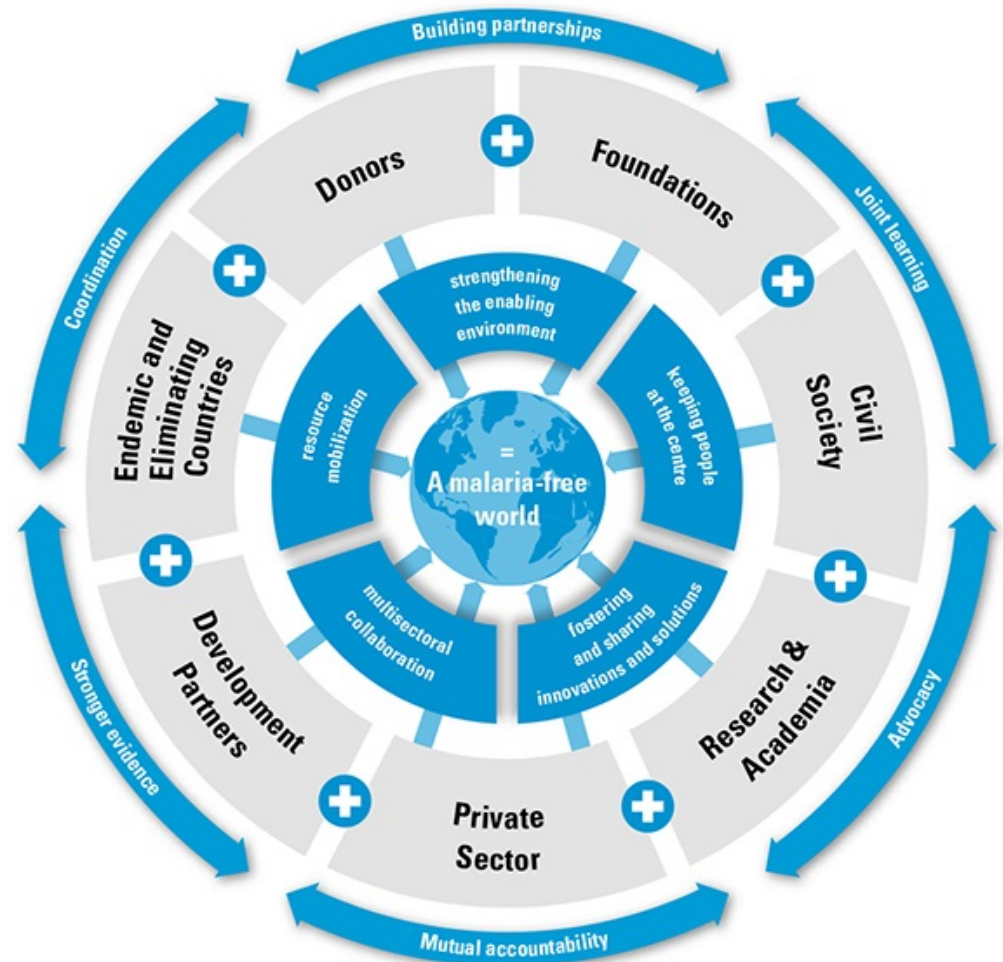 Building partnerships
Joint learning
Advocacy
Mutual accountability
Stronger evidence
Coordination
Donors
Foundations
Civil
Society
Research &
Academia
Private
Sector
Development
Partners
Endemic and
Eliminating
Countries
strengthening
the enabling
environment
keeping people
at the centre
fostering
and sharing
innovations and solutions
multisectoral
collaboration
resource
mobilization
=
A malaria-free
world